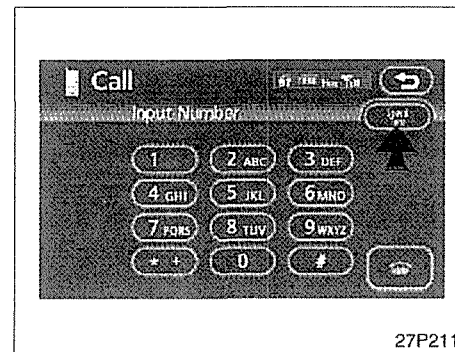 Call
BT
Input Number
1 2 ABC 3 DEF
4 GHI 5 JKL 6 MNO
7 PQRS 8 TUV 9 WXYZ
* + 0 #
27P211